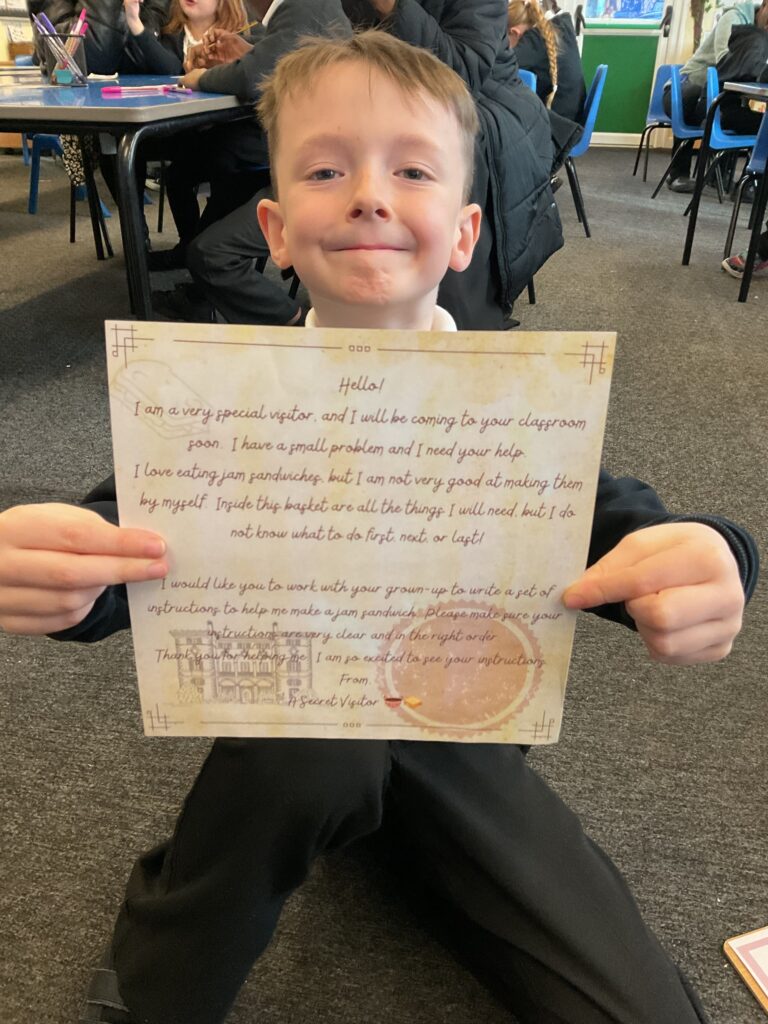 Hello!
I am a very special visitor, and I will be coming to your classroom
soon. I have a small problem and I need your help.
I love eating jam sandwiches, but I am not very good at making them
by myself. Inside this basket are all the things I will need, but I do
not know what to do first, next, or last!
I would like you to work with your grown-up to write a set of
instructions to help me make a jam sandwich. Please make sure your
instructions are very clear and in the right order.
Thank you for helping me. I am so excited to see your instructions.
From,
A Secret Visitor